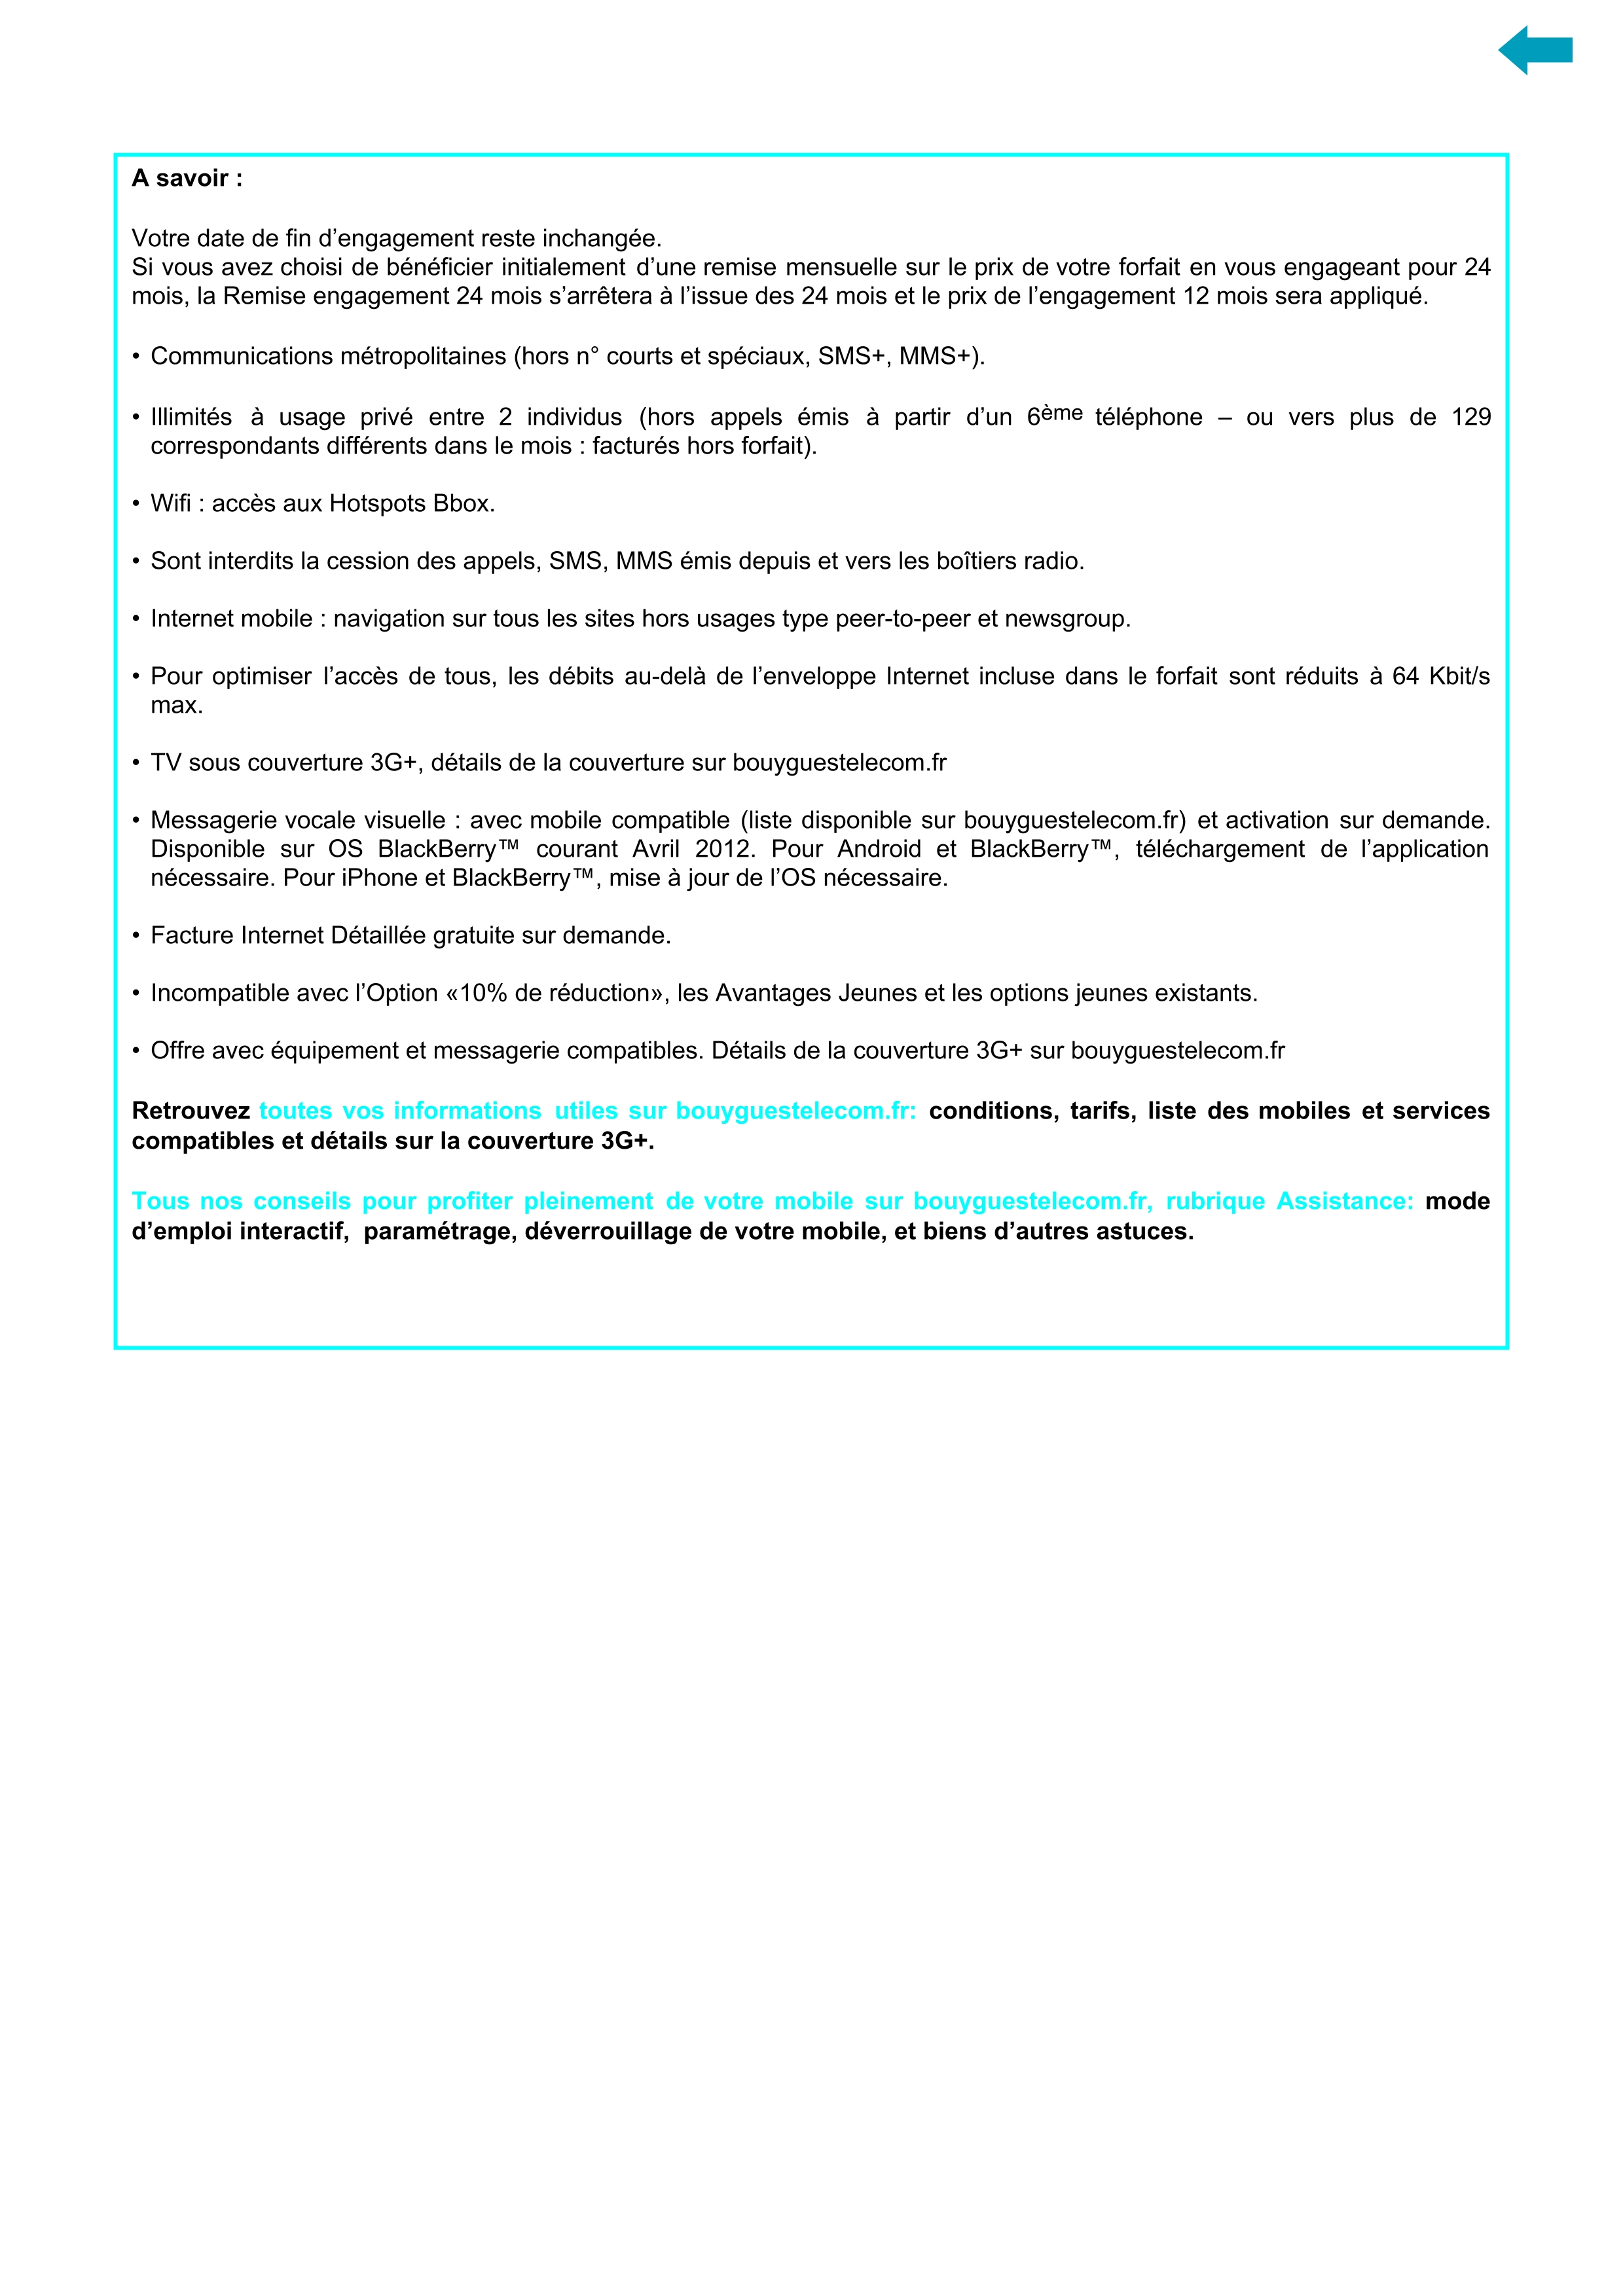 A savoir :
Votre date de fin d’engagement reste inchangée.
Si vous avez choisi de bénéficier initialement d’une remise mensuelle sur le prix de votre forfait en vous engageant pour 24
mois, la Remise engagement 24 mois s’arrêtera à l’issue des 24 mois et le prix de l’engagement 12 mois sera appliqué.
• Communications métropolitaines (hors n° courts et spéciaux, SMS+, MMS+).
• Illimités à usage privé entre 2 individus (hors appels émis à partir d’un 6ème téléphone – ou vers plus de 129
correspondants différents dans le mois : facturés hors forfait).
• Wifi : accès aux Hotspots Bbox.
• Sont interdits la cession des appels, SMS, MMS émis depuis et vers les boîtiers radio.
• Internet mobile : navigation sur tous les sites hors usages type peer-to-peer et newsgroup.
• Pour optimiser l’accès de tous, les débits au-delà de l’enveloppe Internet incluse dans le forfait sont réduits à 64 Kbit/s
max.
• TV sous couverture 3G+, détails de la couverture sur bouyguestelecom.fr
• Messagerie vocale visuelle : avec mobile compatible (liste disponible sur bouyguestelecom.fr) et activation sur demande.
Disponible sur OS BlackBerry™ courant Avril 2012. Pour Android et BlackBerry™, téléchargement de l’application
nécessaire. Pour iPhone et BlackBerry™, mise à jour de l’OS nécessaire.
• Facture Internet Détaillée gratuite sur demande.
• Incompatible avec l’Option «10% de réduction», les Avantages Jeunes et les options jeunes existants.
• Offre avec équipement et messagerie compatibles. Détails de la couverture 3G+ sur bouyguestelecom.fr
Retrouvez toutes vos informations utiles sur bouyguestelecom.fr: conditions, tarifs, liste des mobiles et services
compatibles et détails sur la couverture 3G+.
Tous nos conseils pour profiter pleinement de votre mobile sur bouyguestelecom.fr, rubrique Assistance: mode
d’emploi interactif, paramétrage, déverrouillage de votre mobile, et biens d’autres astuces.